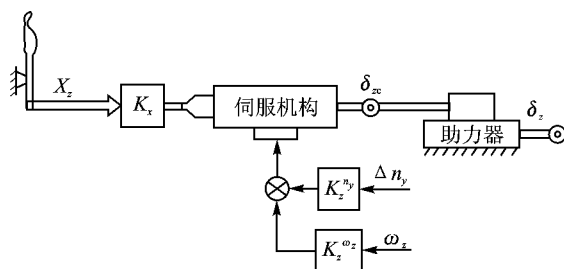 X_z
K_x
伺服机构
δ_zc
助力器
δ_z
K_z^{n_y}
Δn_y
K_z^{ω_z}
ω_z